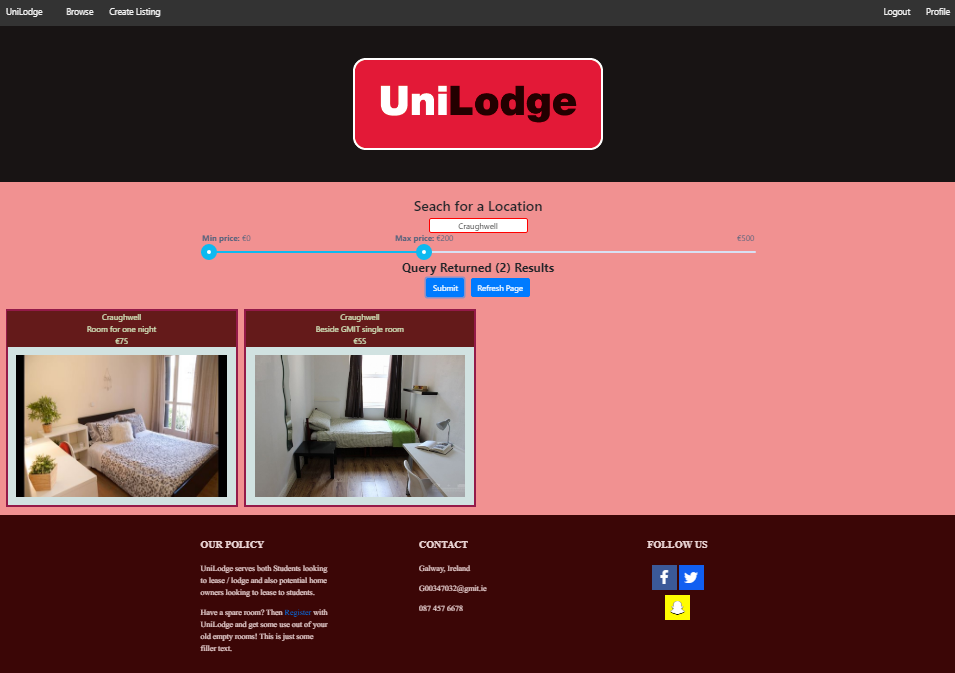 UniLodge Browse Create Listing Logout Profile
UniLodge
Seach for a Location
Craughwell
Min price: €0 Max price: €200 €500
Query Returned (2) Results
Submit Refresh Page
Craughwell
Room for one night
€75
Craughwell
Beside GMIT single room
€55
OUR POLICY
UniLodge serves both Students looking
to lease / lodge and also potential home
owners looking to lease to students.
Have a spare room? Then Register with
UniLodge and get some use out of your
old empty rooms! This is just some
filler text.
CONTACT
Galway, Ireland
G00347032@gmit.ie
087 457 6678
FOLLOW US